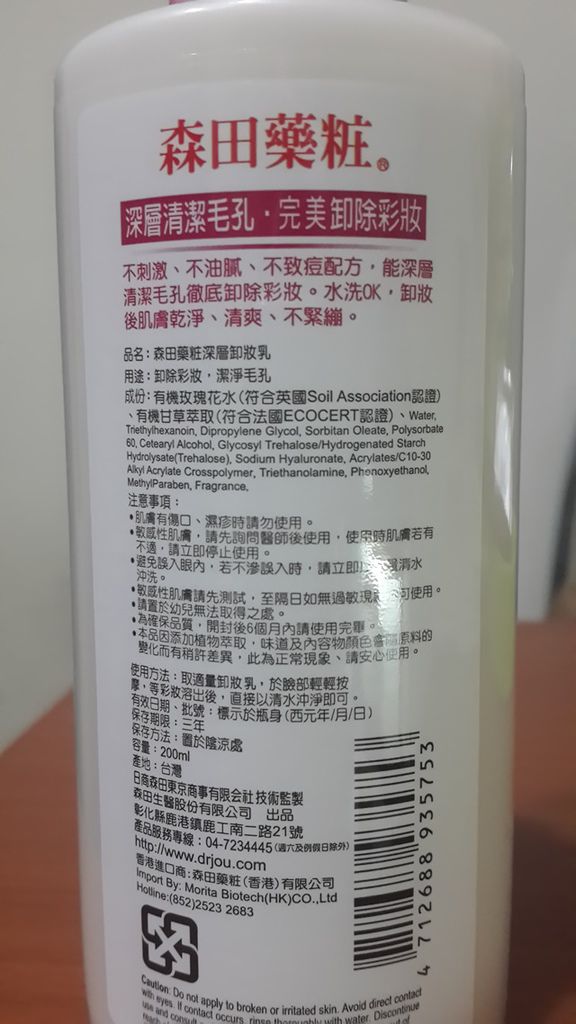 森田藥粧®
深層清潔毛孔·完美卸除彩妝
不刺激、不油膩、不致痘配方,能深層
清潔毛孔徹底卸除彩妝。水洗OK,卸妝
後肌膚乾淨、清爽、不緊繃。
品名:森田藥粧深層卸妝乳
用途:卸除彩妝,潔淨毛孔
成份:有機玫瑰花水(符合英國Soil Association認證)
、有機甘草萃取(符合法國ECOCERT認證)、Water,
Triethylhexanoin, Dipropylene Glycol, Sorbitan Oleate, Polysorbate
60, Cetearyl Alcohol, Glycosyl Trehalose/Hydrogenated Starch
Hydrolysate(Trehalose), Sodium Hyaluronate, Acrylates/C10-30
Alkyl Acrylate Crosspolymer, Triethanolamine, Phenoxyethanol,
MethylParaben, Fragrance,
注意事項:
•肌膚有傷口、濕疹時請勿使用。
•敏感性肌膚,請先詢問醫師後使用,使用時肌膚若有
不適,請立即停止使用。
•避免誤入眼內,若不滲誤入時,請立即以 清水
沖洗。
•敏感性肌膚請先測試,至隔日如無過敏現 可使用。
•請置於幼兒無法取得之處。
•為確保品質,開封後6個月內請使用完畢。
•本品因添加植物萃取,味道及內容物顏色會隨原料的
變化而有稍許差異,此為正常現象、請安心使用。
使用方法:取適量卸妝乳,於臉部輕輕按
摩,等彩妝溶出後,直接以清水沖淨即可。
有效日期、批號:標示於瓶身(西元年/月/日)
保存期限:三年
保存方法:置於陰涼處
容量:200ml
產地:台灣
日商森田東京商事有限会社技術監製
森田生醫股份有限公司 出品
彰化縣鹿港鎮鹿工南二路21號
產品服務專線:04-7234445(週六及例假日除外)
http://www.drjou.com
香港進口商:森田藥粧(香港)有限公司
Import By: Morita Biotech(HK)CO.,Ltd
Hotline:(852)2523 2683
4 712688 935753
Caution: Do not apply to broken or irritated skin. Avoid direct contact
with eyes. If contact occurs, rinse thoroughly with water. Discontinue
use and consult